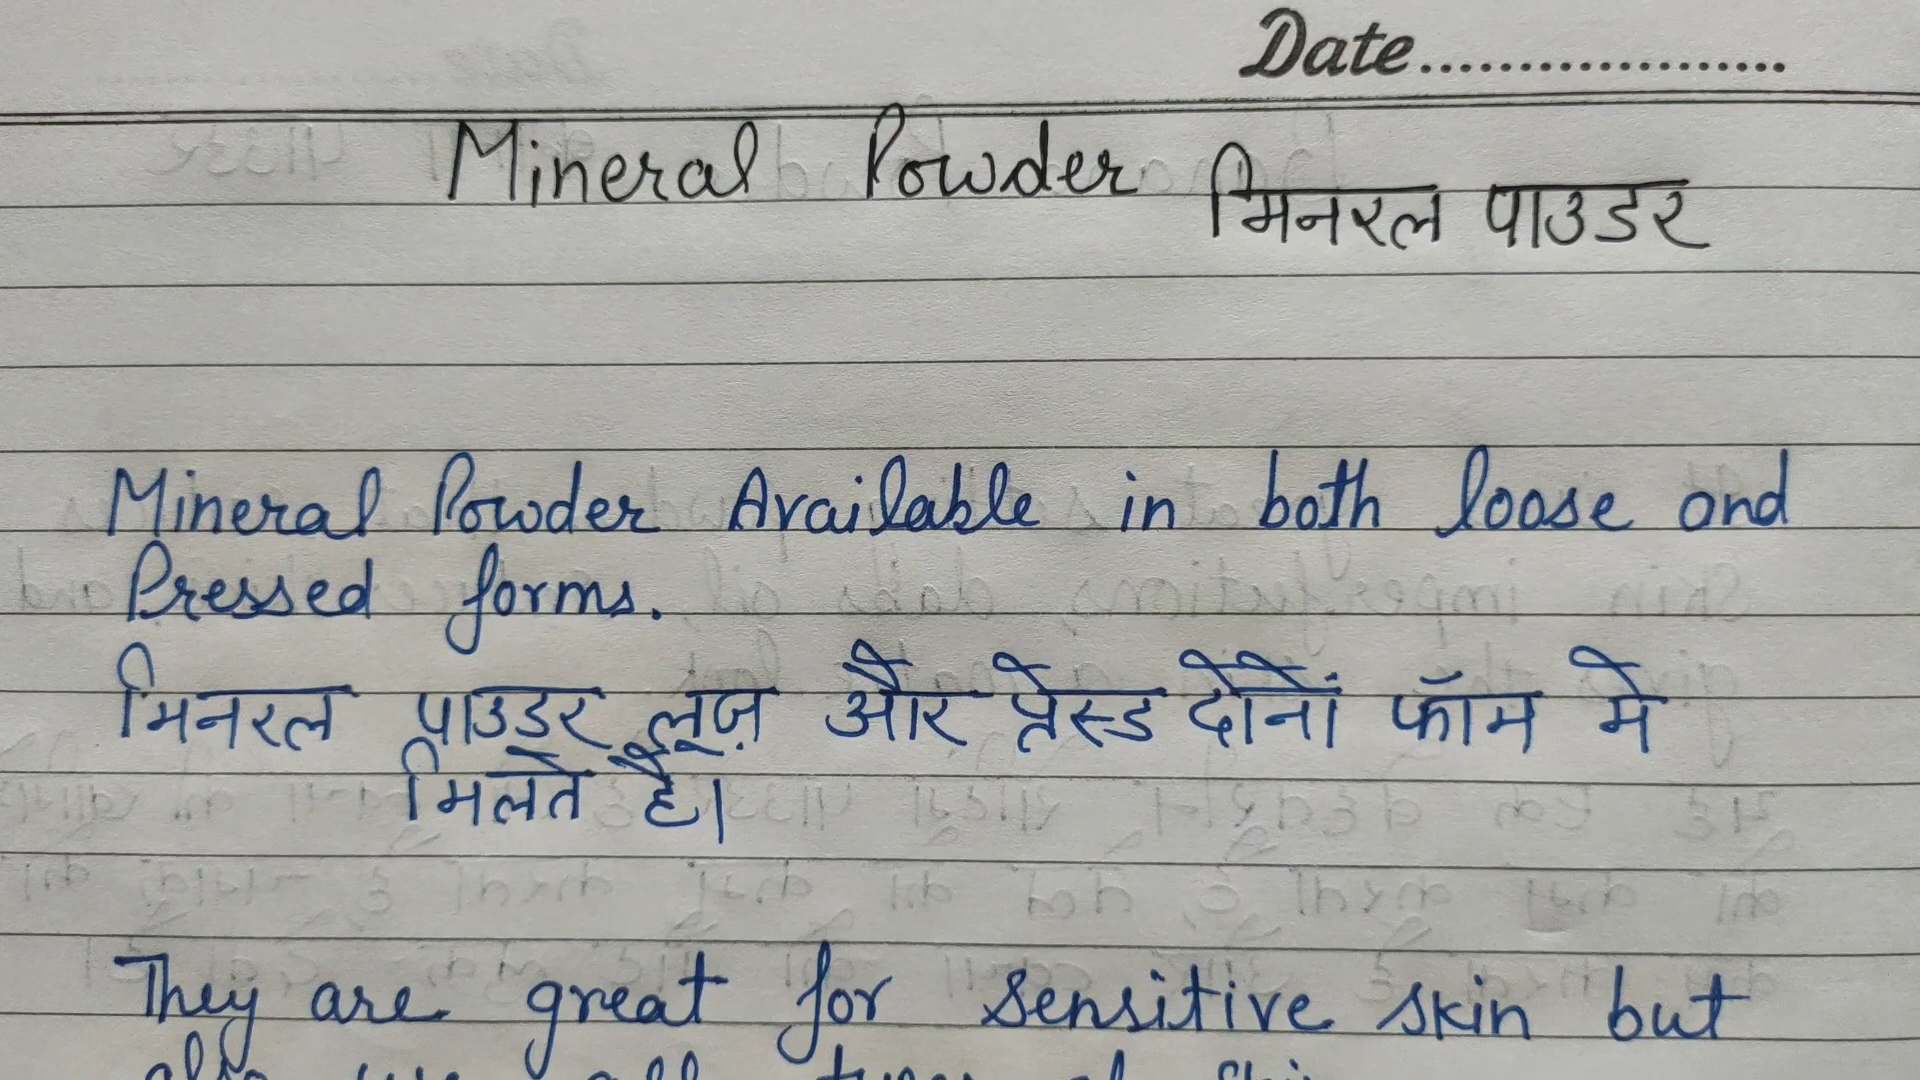 Date....................
Mineral Powder मिनरल पाउडर
Mineral Powder Available in both loose and
Pressed forms.
मिनरल पाउडर लूज़ और प्रेस्ड दोनों फॉम मे
मिलते है।
They are great for sensitive skin but